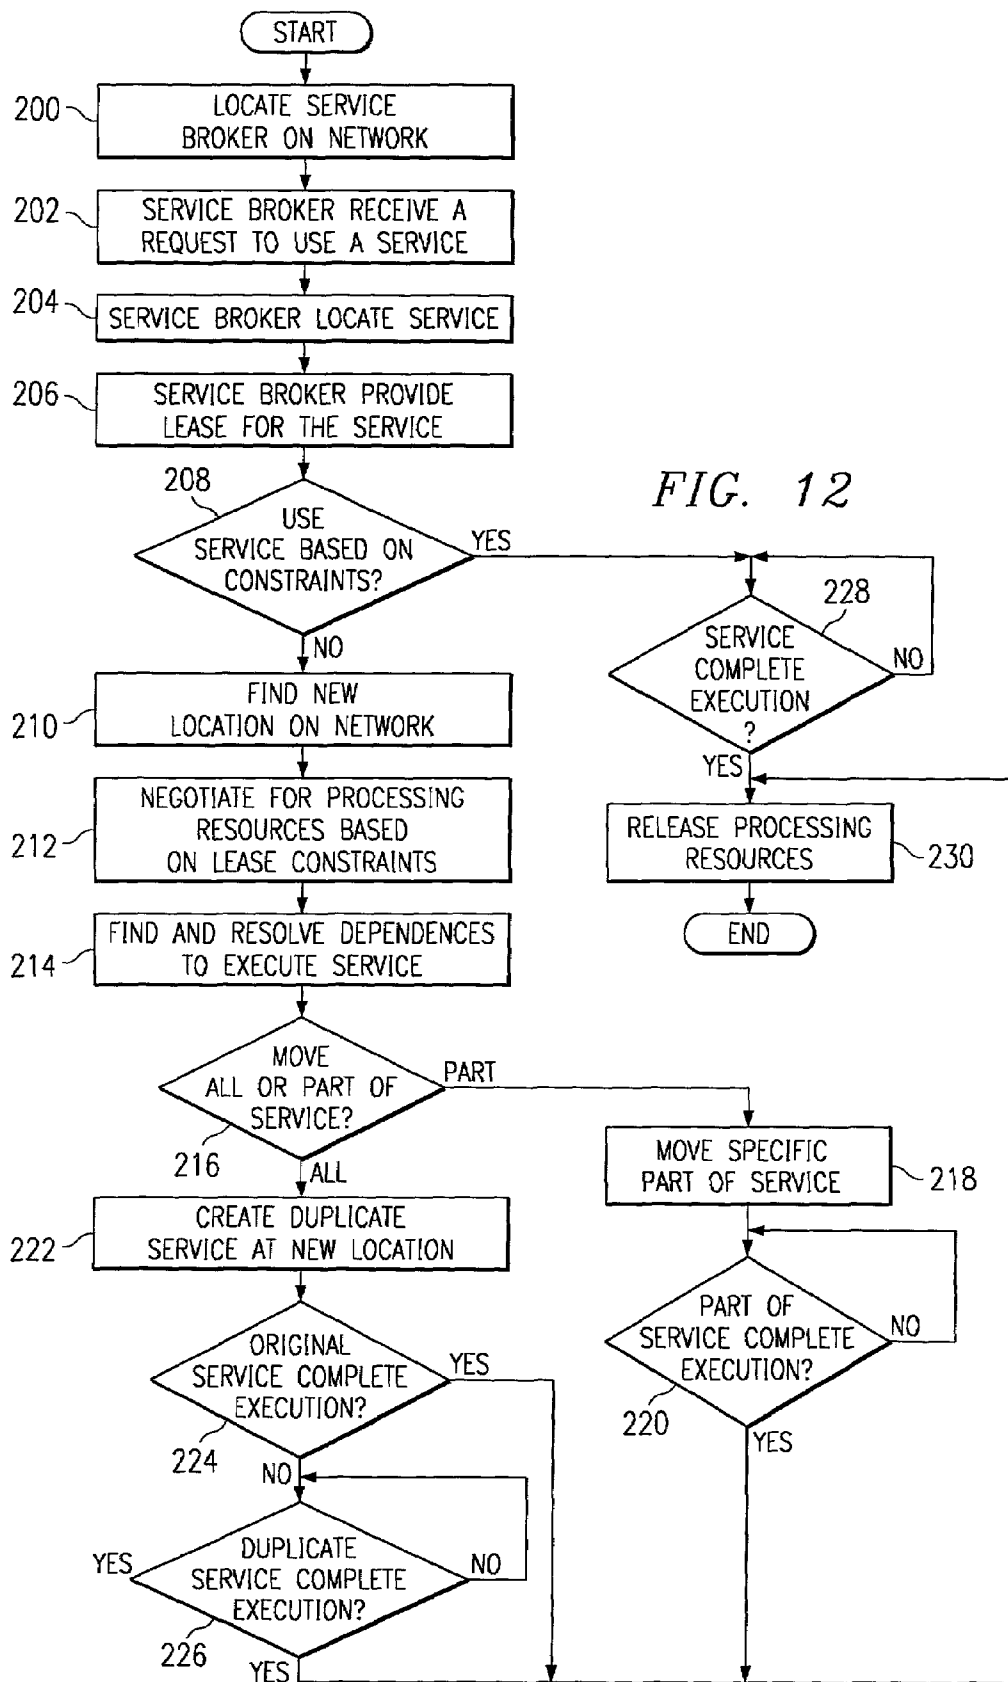 START
200
LOCATE SERVICE
BROKER ON NETWORK
202
SERVICE BROKER RECEIVE A
REQUEST TO USE A SERVICE
204
SERVICE BROKER LOCATE SERVICE
206
SERVICE BROKER PROVIDE
LEASE FOR THE SERVICE
208
USE
SERVICE BASED ON
CONSTRAINTS?
YES
NO
FIG. 12
228
SERVICE
COMPLETE
EXECUTION
?
NO
YES
210
FIND NEW
LOCATION ON NETWORK
212
NEGOTIATE FOR PROCESSING
RESOURCES BASED
ON LEASE CONSTRAINTS
RELEASE PROCESSING
RESOURCES
230
END
214
FIND AND RESOLVE DEPENDENCES
TO EXECUTE SERVICE
MOVE
ALL OR PART OF
SERVICE?
PART
216
ALL
MOVE SPECIFIC
PART OF SERVICE
218
222
CREATE DUPLICATE
SERVICE AT NEW LOCATION
PART OF
SERVICE COMPLETE
EXECUTION?
NO
220
YES
ORIGINAL
SERVICE COMPLETE
EXECUTION?
YES
224
NO
DUPLICATE
SERVICE COMPLETE
EXECUTION?
YES
NO
226
YES